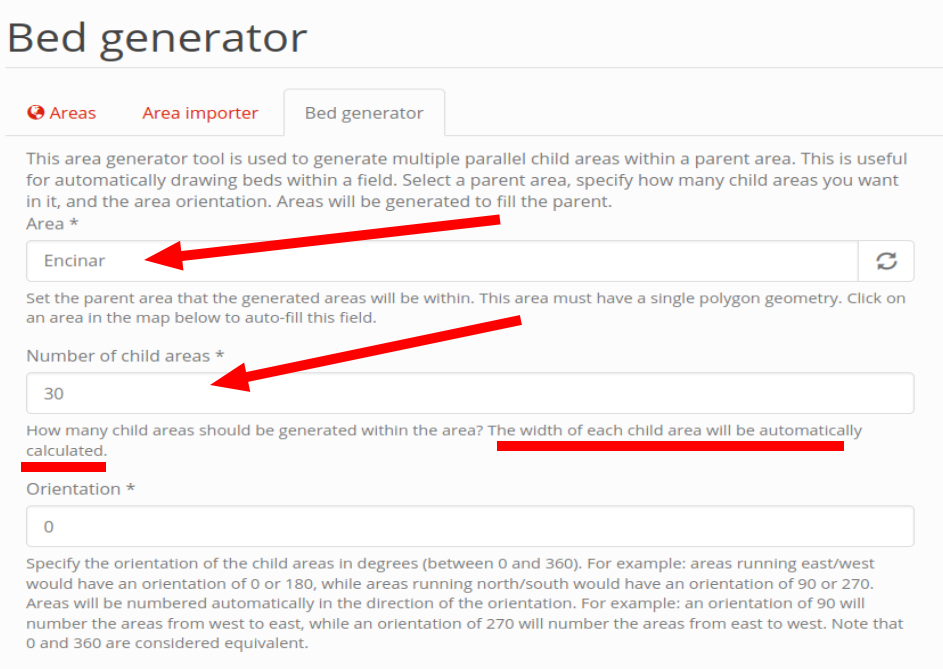 Bed generator
Areas
Area importer
Bed generator
This area generator tool is used to generate multiple parallel child areas within a parent area. This is useful
for automatically drawing beds within a field. Select a parent area, specify how many child areas you want
in it, and the area orientation. Areas will be generated to fill the parent.
Area *
Encinar
Set the parent area that the generated areas will be within. This area must have a single polygon geometry. Click on
an area in the map below to auto-fill this field.
Number of child areas *
30
How many child areas should be generated within the area? The width of each child area will be automatically
calculated.
Orientation *
0
Specify the orientation of the child areas in degrees (between 0 and 360). For example: areas running east/west
would have an orientation of 0 or 180, while areas running north/south would have an orientation of 90 or 270.
Areas will be numbered automatically in the direction of the orientation. For example: an orientation of 90 will
number the areas from west to east, while an orientation of 270 will number the areas from east to west. Note that
0 and 360 are considered equivalent.